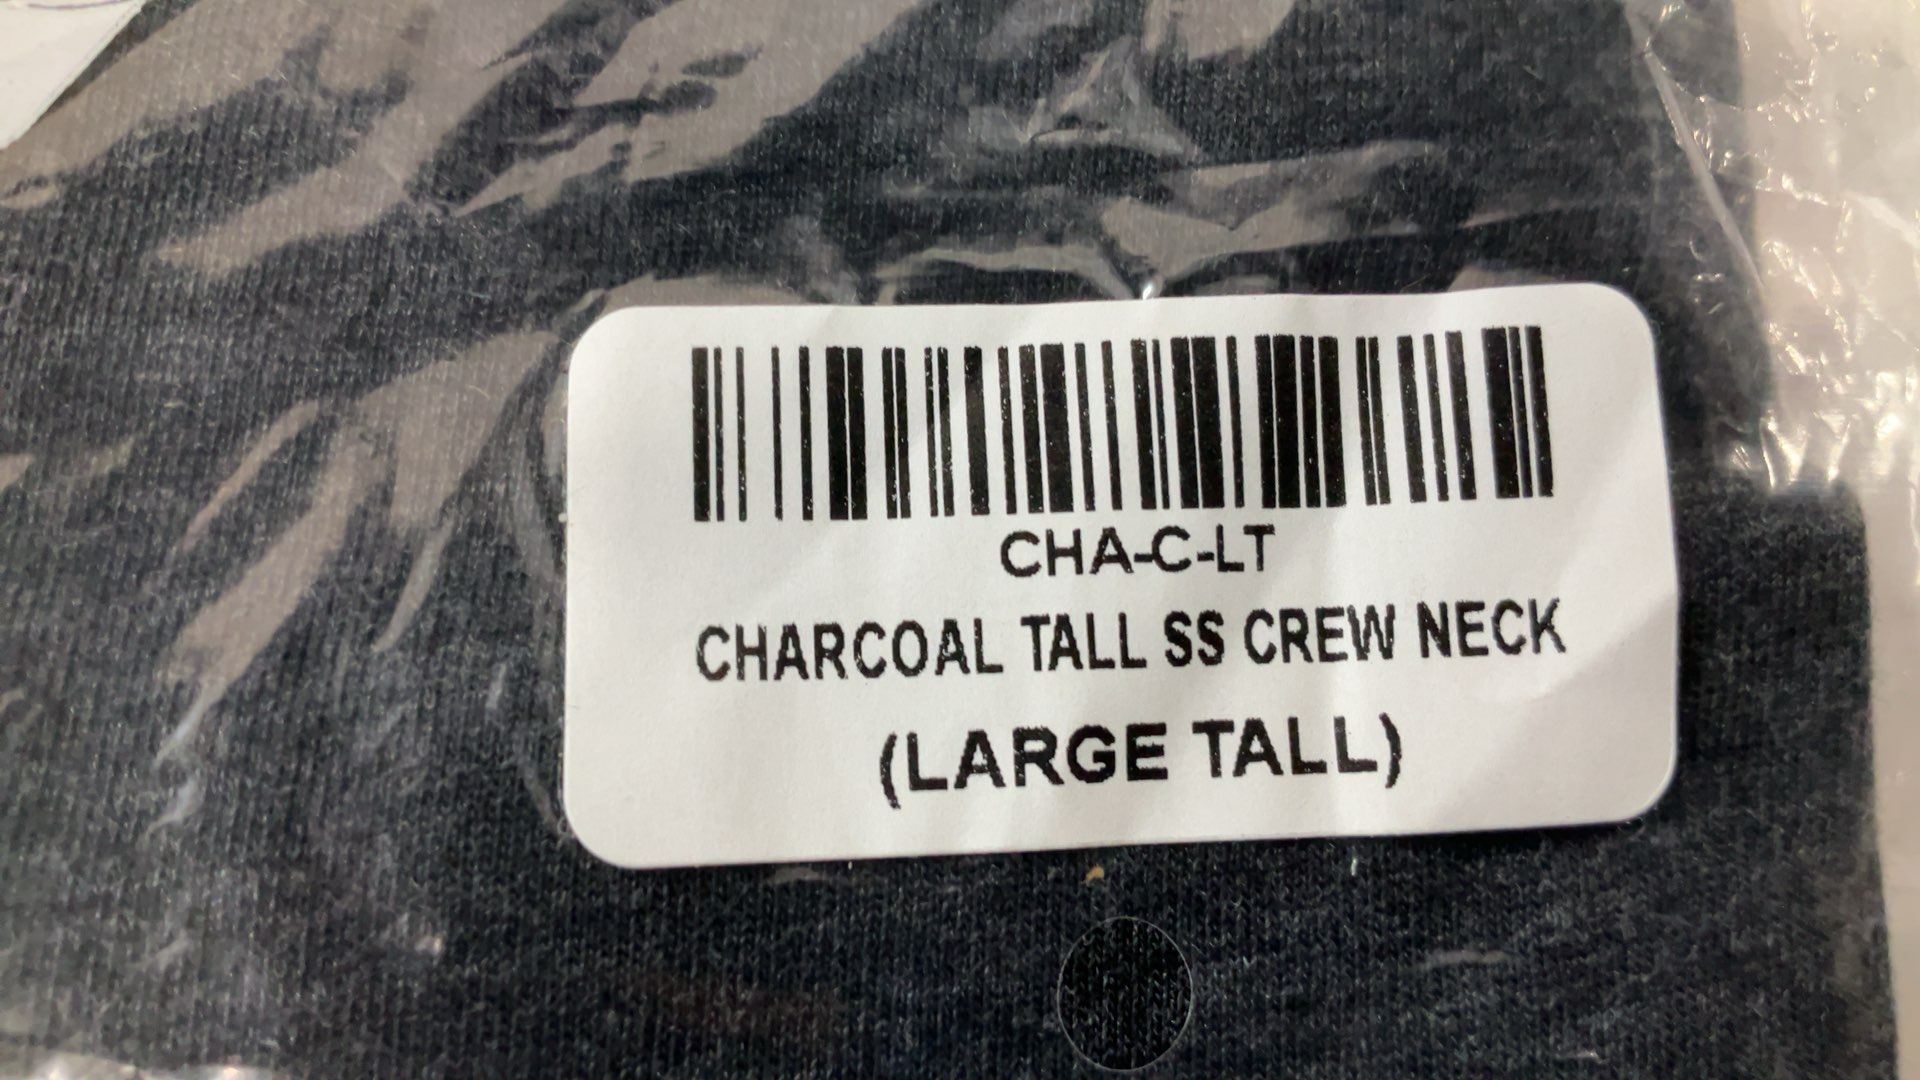 CHA-C-LT
CHARCOAL TALL SS CREW NECK
(LARGE TALL)